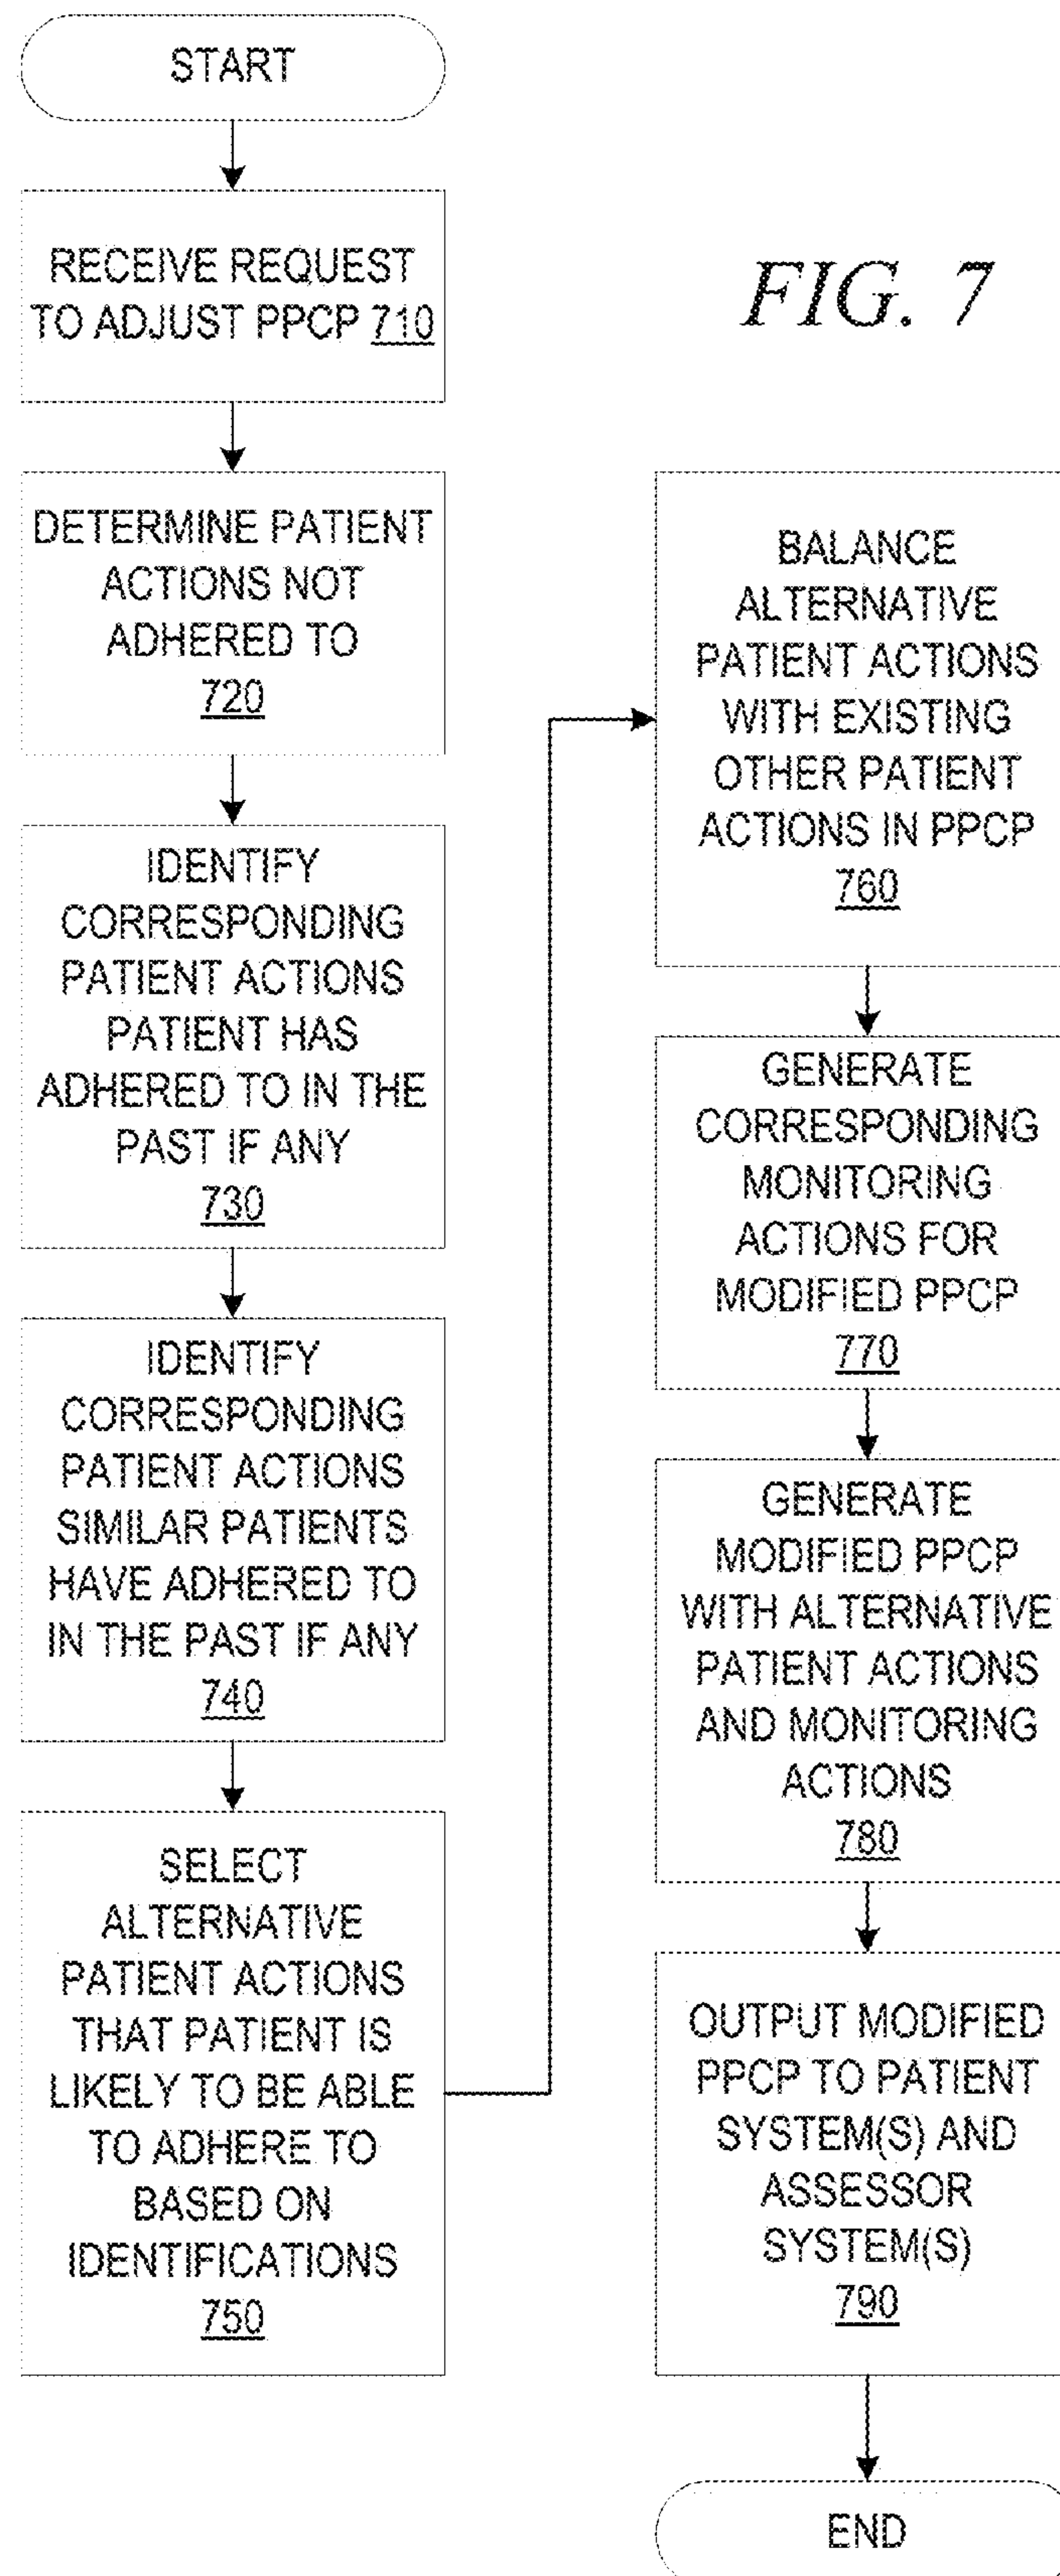 START
RECEIVE REQUEST
TO ADJUST PPCP 710
DETERMINE PATIENT
ACTIONS NOT
ADHERED TO
720
IDENTIFY
CORRESPONDING
PATIENT ACTIONS
PATIENT HAS
ADHERED TO IN THE
PAST IF ANY
730
IDENTIFY
CORRESPONDING
PATIENT ACTIONS
SIMILAR PATIENTS
HAVE ADHERED TO
IN THE PAST IF ANY
740
SELECT
ALTERNATIVE
PATIENT ACTIONS
THAT PATIENT IS
LIKELY TO BE ABLE
TO ADHERE TO
BASED ON
IDENTIFICATIONS
750
FIG. 7
BALANCE
ALTERNATIVE
PATIENT ACTIONS
WITH EXISTING
OTHER PATIENT
ACTIONS IN PPCP
760
GENERATE
CORRESPONDING
MONITORING
ACTIONS FOR
MODIFIED PPCP
770
GENERATE
MODIFIED PPCP
WITH ALTERNATIVE
PATIENT ACTIONS
AND MONITORING
ACTIONS
780
OUTPUT MODIFIED
PPCP TO PATIENT
SYSTEM(S) AND
ASSESSOR
SYSTEM(S)
790
END